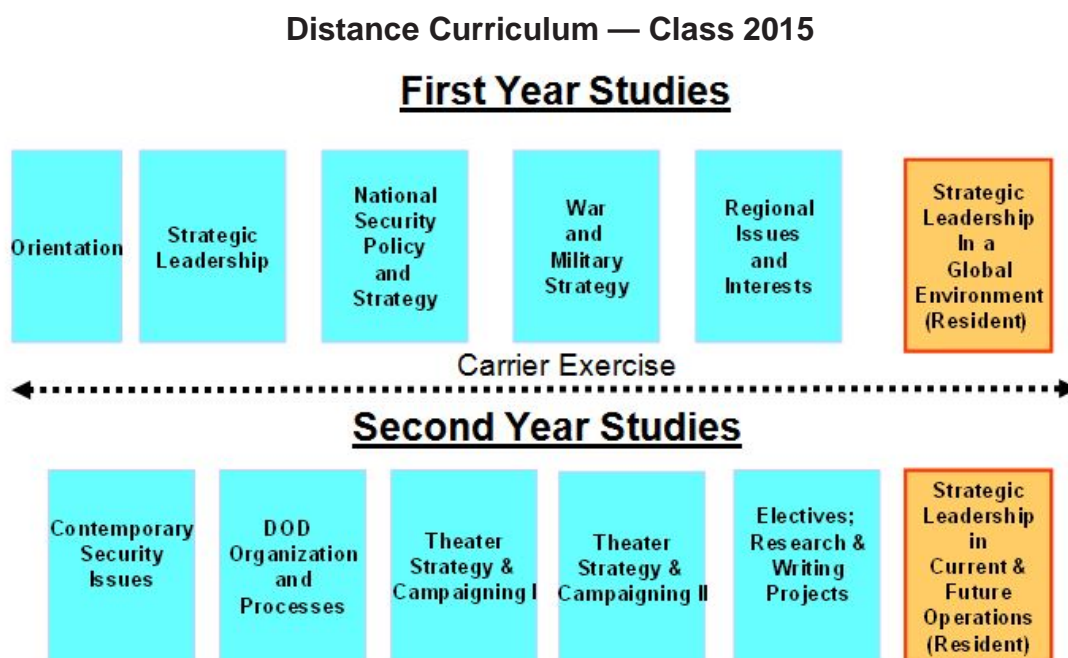 Distance Curriculum — Class 2015
First Year Studies
Orientation
Strategic
Leadership
National
Security
Policy
and
Strategy
War
and
Military
Strategy
Regional
Issues
and
Interests
Strategic
Leadership
In a
Global
Environment
(Resident)
Carrier Exercise
Second Year Studies
Contemporary
Security
Issues
DOD
Organization
and
Processes
Theater
Strategy &
Campaigning I
Theater
Strategy &
Campaigning II
Electives;
Research &
Writing
Projects
Strategic
Leadership
in
Current &
Future
Operations
(Resident)